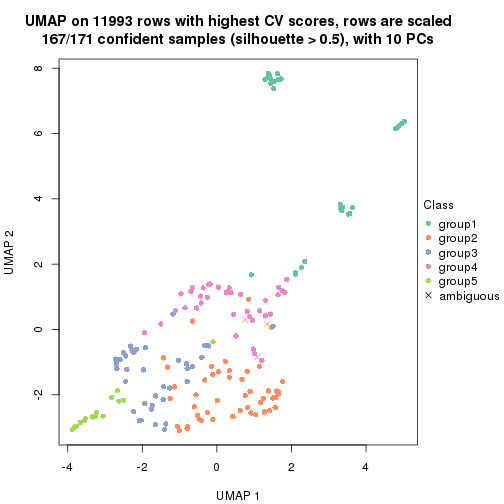 UMAP on 11993 rows with highest CV scores, rows are scaled
167/171 confident samples (silhouette > 0.5), with 10 PCs
8
6
4
2
0
-2
UMAP 2
-4
-2
0
2
4
UMAP 1
Class
group1
group2
group3
group4
group5
ambiguous